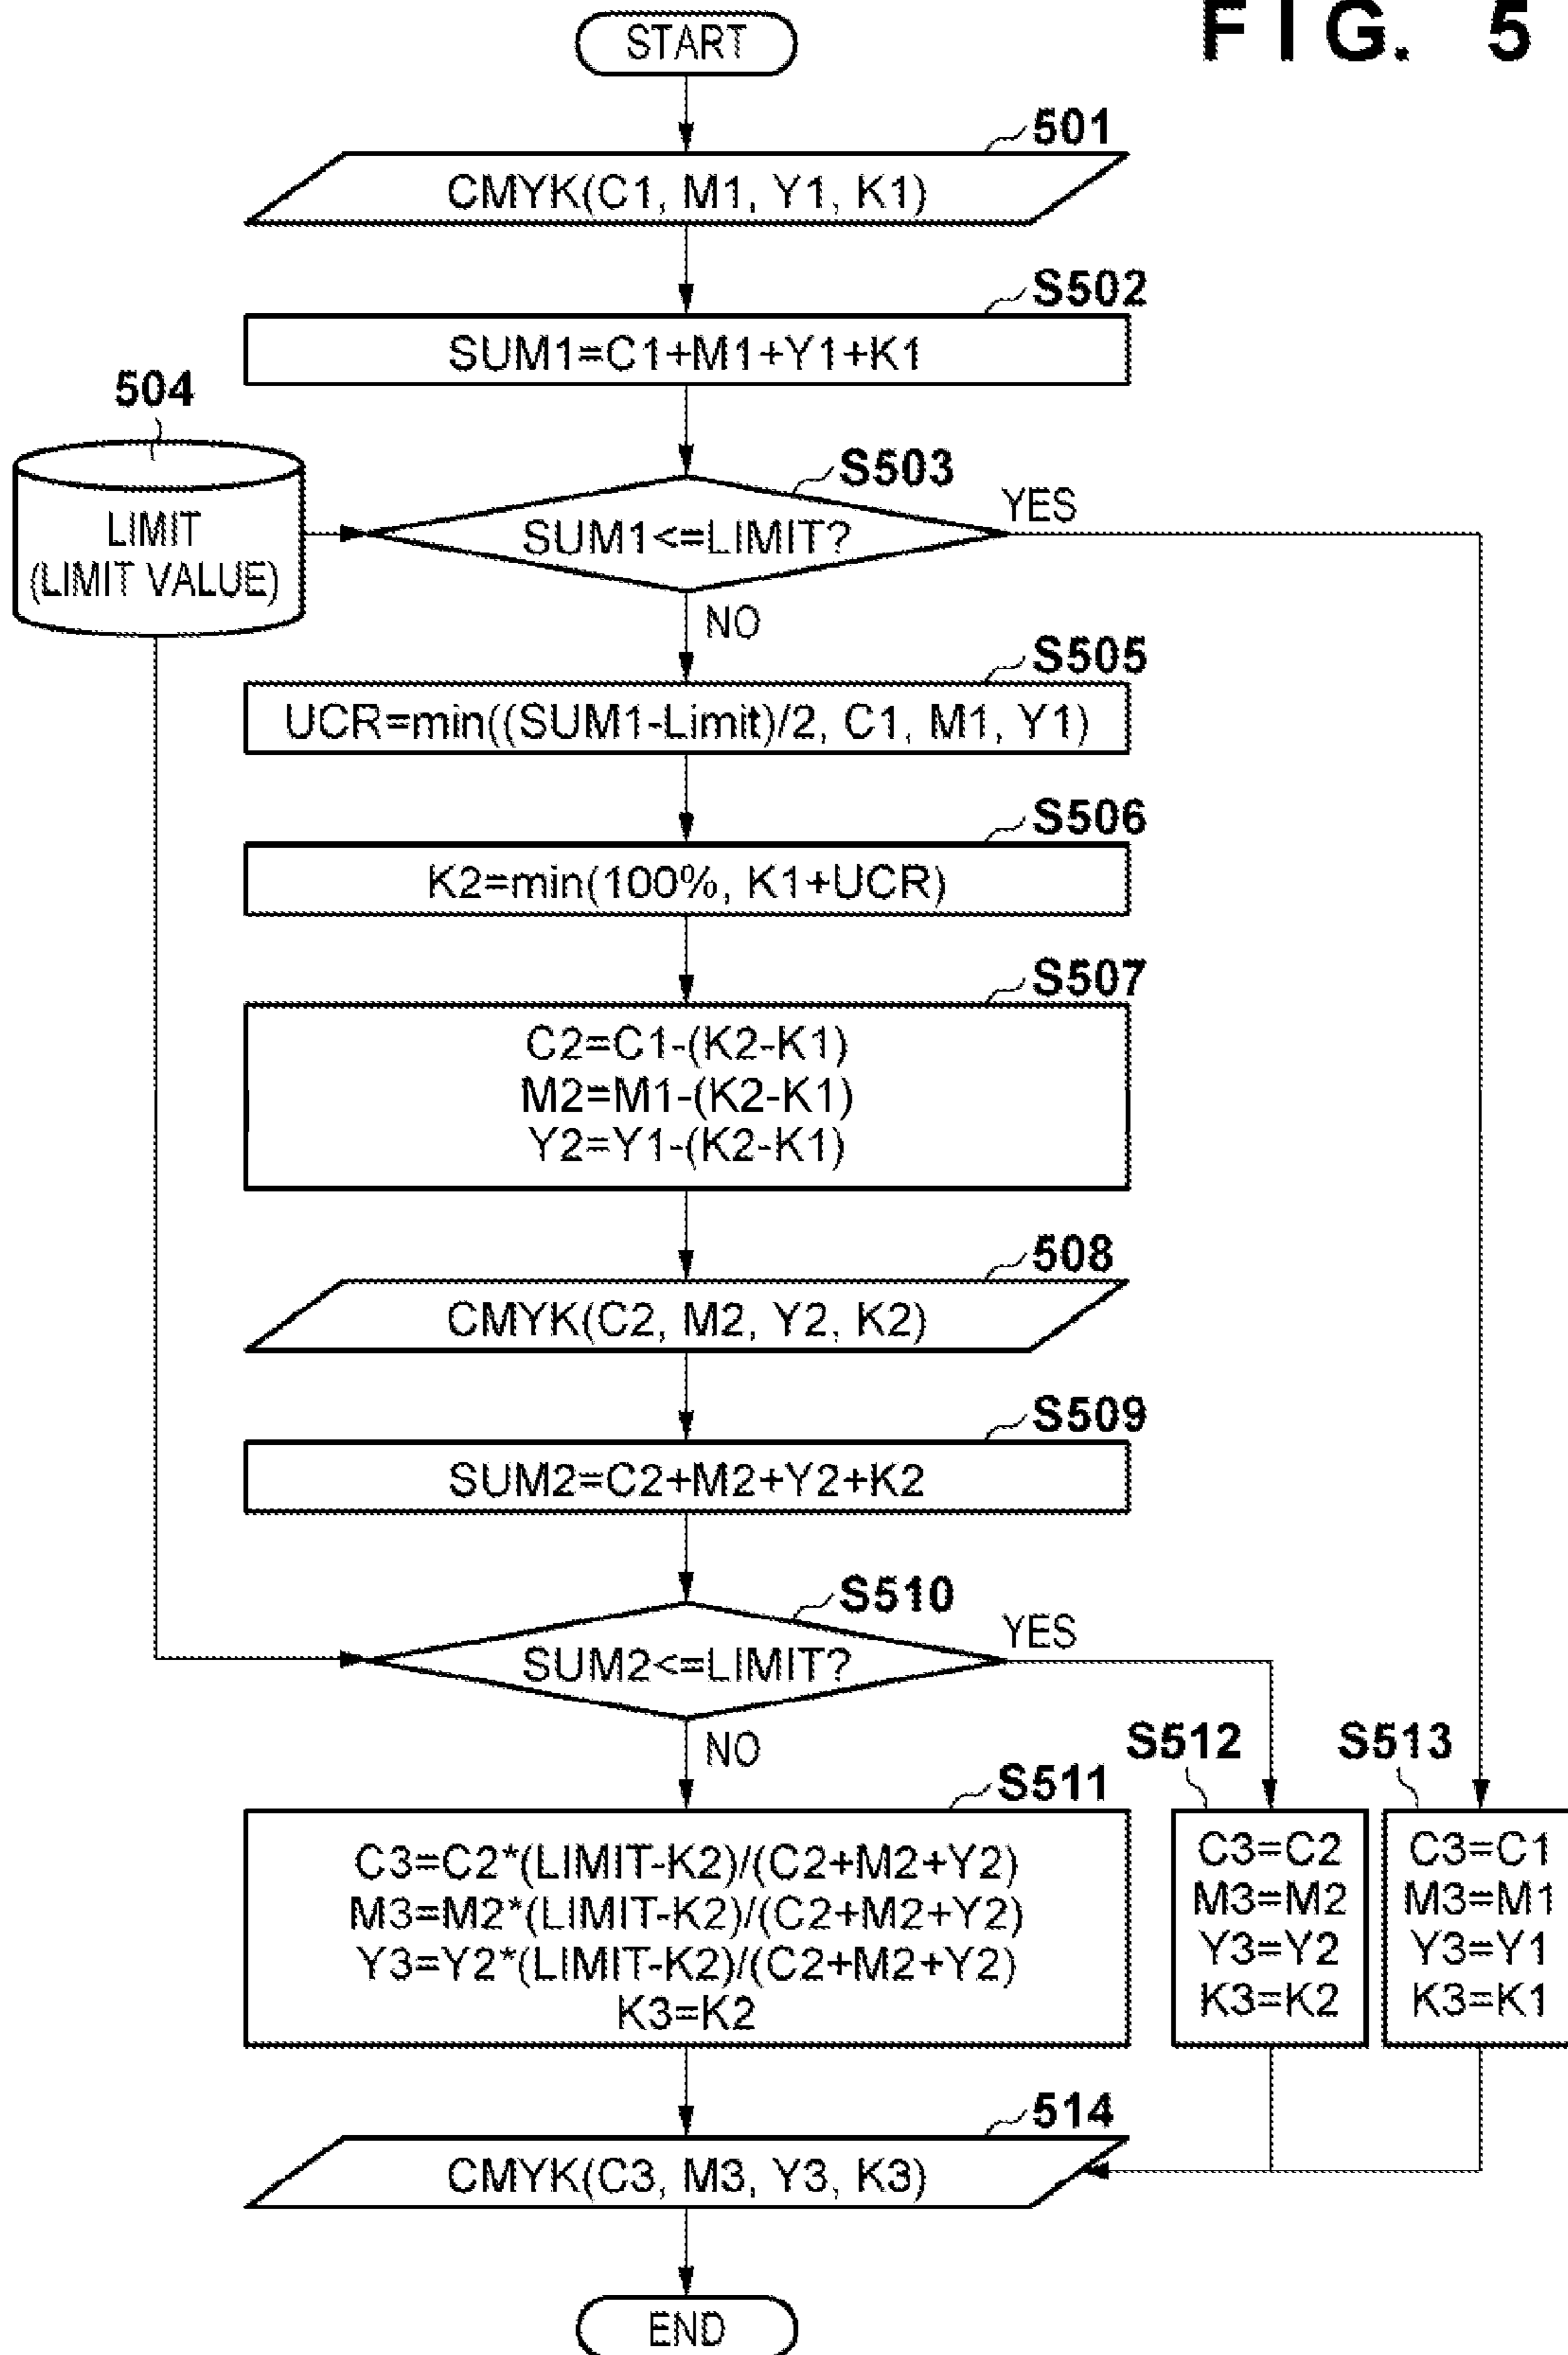 FIG. 5
START
501
CMYK(C1, M1, Y1, K1)
S502
SUM1=C1+M1+Y1+K1
504
LIMIT
(LIMIT VALUE)
S503
SUM1<=LIMIT?
YES
NO
S505
UCR=min((SUM1-Limit)/2, C1, M1, Y1)
S506
K2=min(100%, K1+UCR)
S507
C2=C1-(K2-K1)
M2=M1-(K2-K1)
Y2=Y1-(K2-K1)
508
CMYK(C2, M2, Y2, K2)
S509
SUM2=C2+M2+Y2+K2
S510
SUM2<=LIMIT?
YES
NO
S511
C3=C2*(LIMIT-K2)/(C2+M2+Y2)
M3=M2*(LIMIT-K2)/(C2+M2+Y2)
Y3=Y2*(LIMIT-K2)/(C2+M2+Y2)
K3=K2
S512
C3=C2
M3=M2
Y3=Y2
K3=K2
S513
C3=C1
M3=M1
Y3=Y1
K3=K1
514
CMYK(C3, M3, Y3, K3)
END